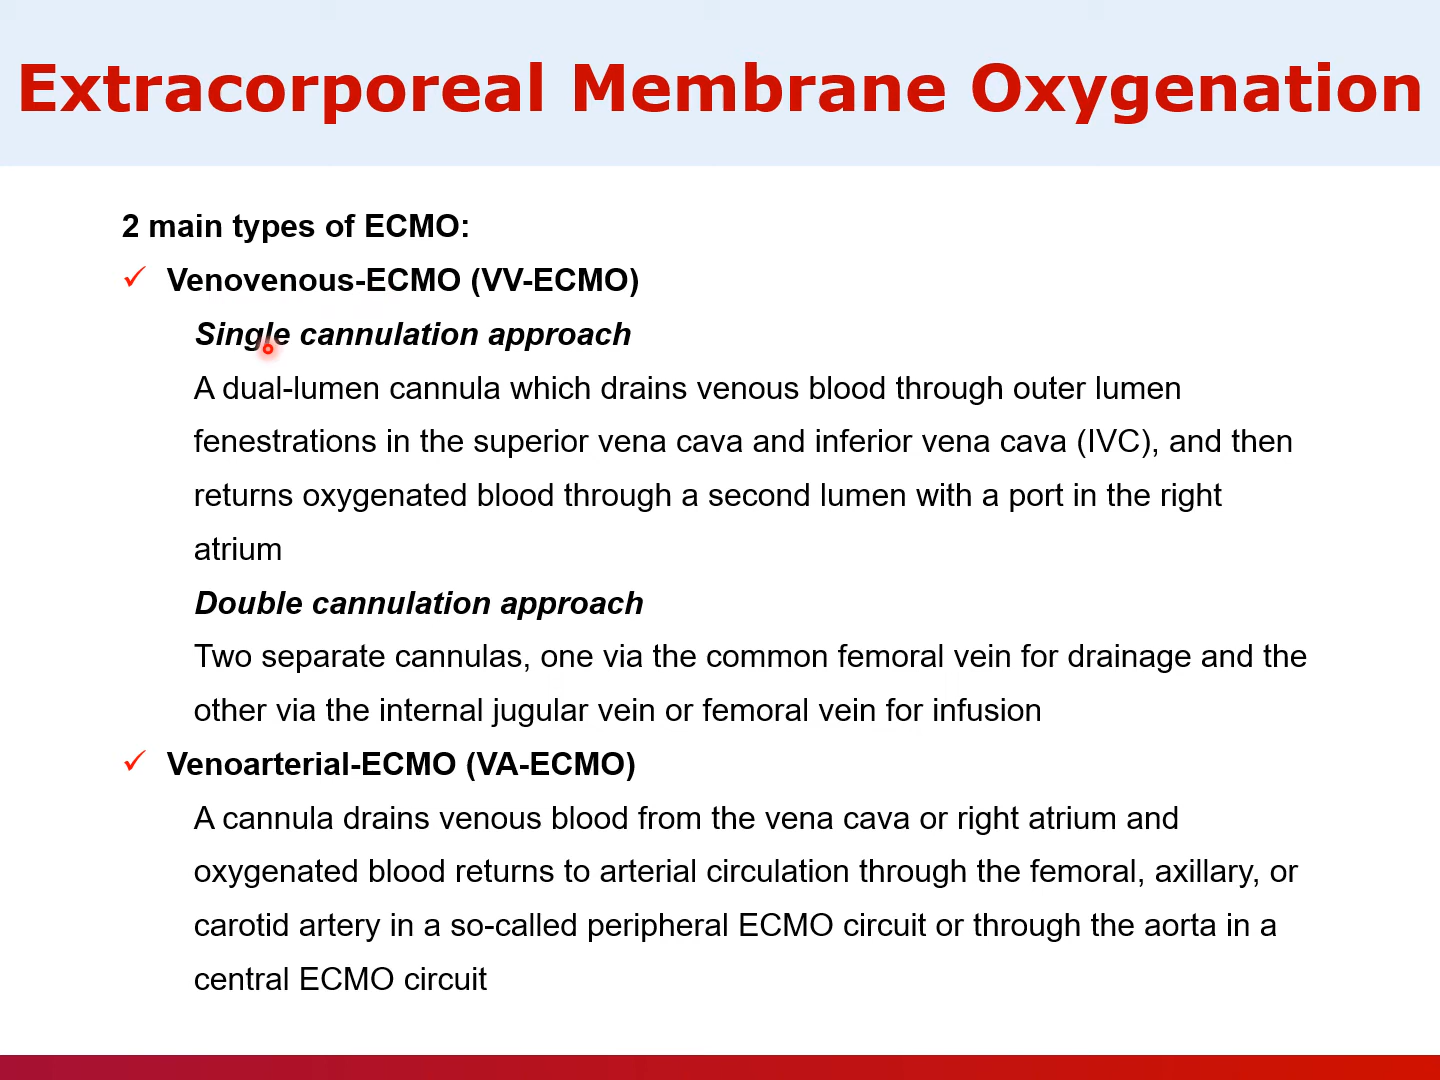 Extracorporeal Membrane Oxygenation
2 main types of ECMO:
Venovenous-ECMO (VV-ECMO)
Single cannulation approach
A dual-lumen cannula which drains venous blood through outer lumen
fenestrations in the superior vena cava and inferior vena cava (IVC), and then
returns oxygenated blood through a second lumen with a port in the right
atrium
Double cannulation approach
Two separate cannulas, one via the common femoral vein for drainage and the
other via the internal jugular vein or femoral vein for infusion
Venoarterial-ECMO (VA-ECMO)
A cannula drains venous blood from the vena cava or right atrium and
oxygenated blood returns to arterial circulation through the femoral, axillary, or
carotid artery in a so-called peripheral ECMO circuit or through the aorta in a
central ECMO circuit